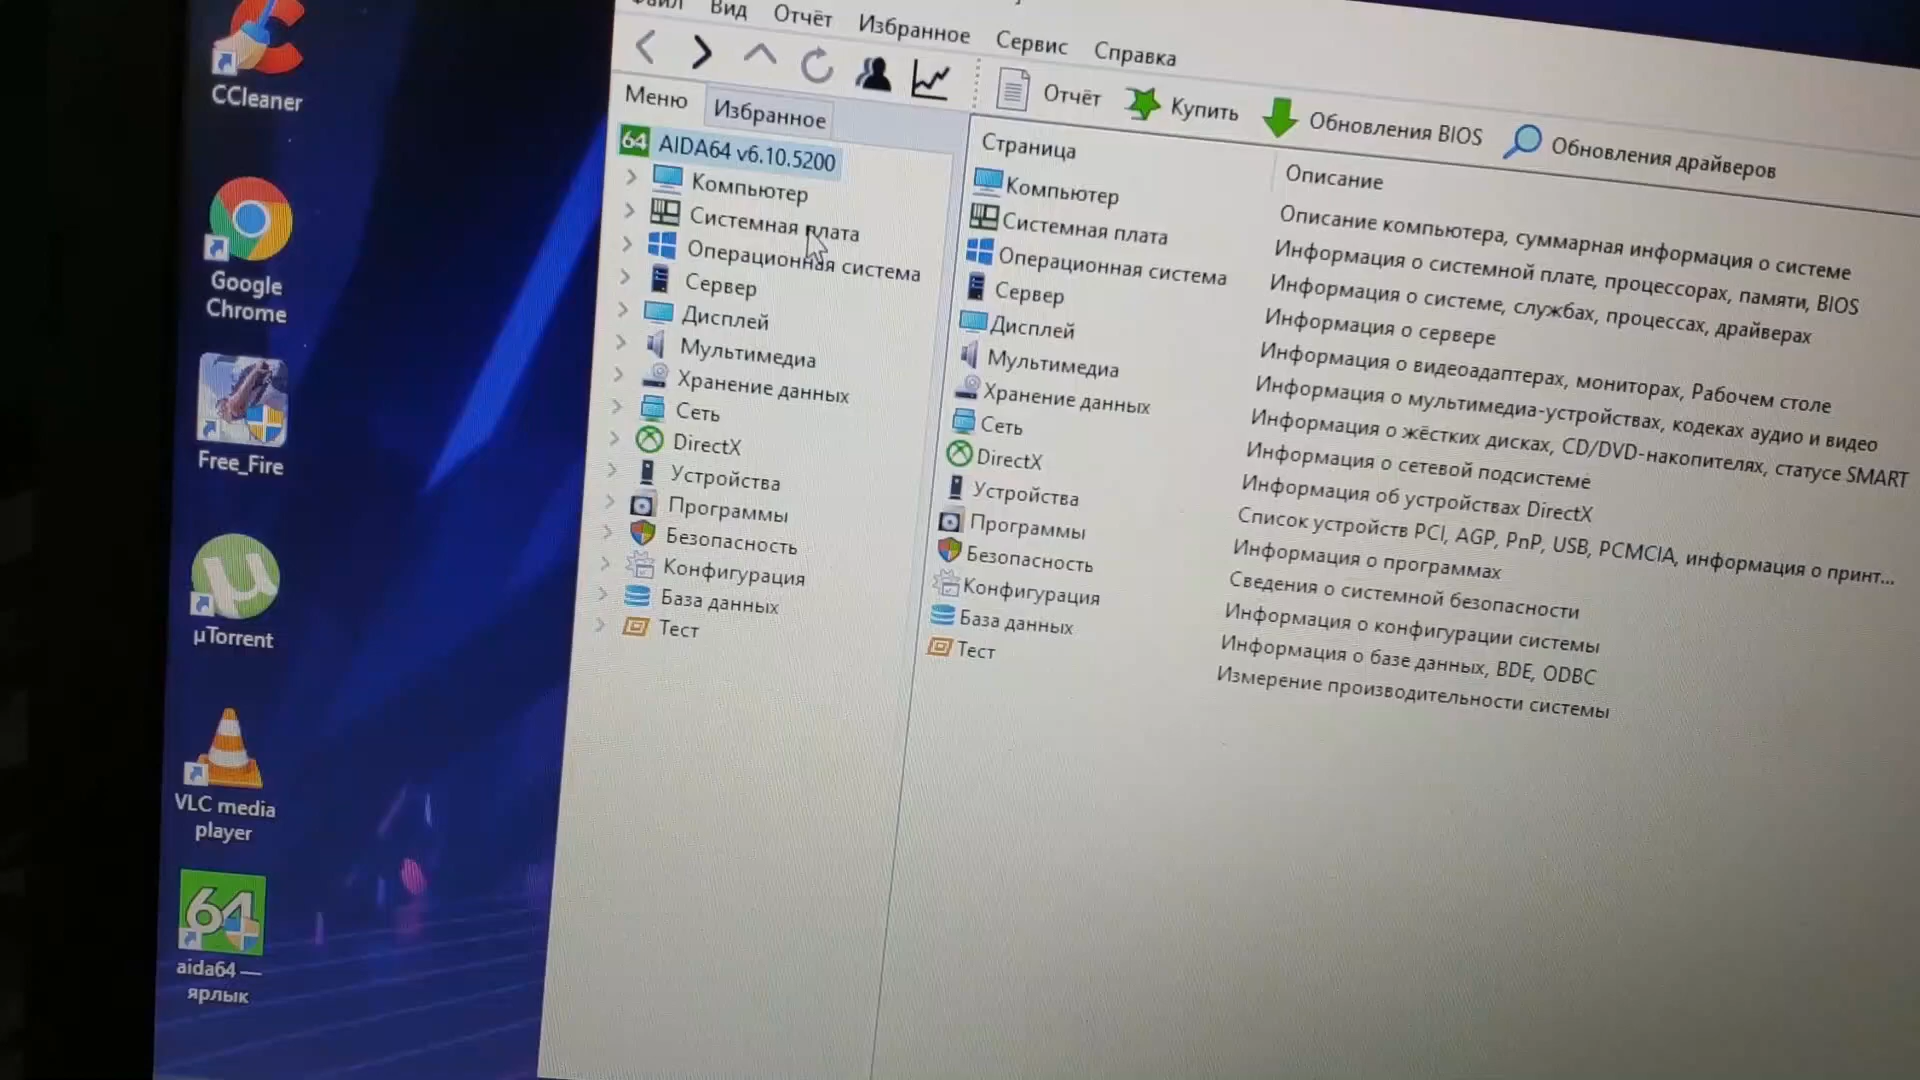 CCleaner
Google
Chrome
Free_Fire
µTorrent
VLC media
player
aida64 —
ярлык
Файл Вид Отчёт Избранное Сервис Справка
Отчёт Купить Обновления BIOS Обновления драйверов
Меню Избранное
64 AIDA64 v6.10.5200
Компьютер
Системная плата
Операционная система
Сервер
Дисплей
Мультимедиа
Хранение данных
Сеть
DirectX
Устройства
Программы
Безопасность
Конфигурация
База данных
Тест
Страница Описание
Компьютер Описание компьютера, суммарная информация о системе
Системная плата Информация о системной плате, процессорах, памяти, BIOS
Операционная система Информация о системе, службах, процессах, драйверах
Сервер Информация о сервере
Дисплей Информация о видеоадаптерах, мониторах, Рабочем столе
Мультимедиа Информация о мультимедиа-устройствах, кодеках аудио и видео
Хранение данных Информация о жёстких дисках, CD/DVD-накопителях, статусе SMART
Сеть Информация о сетевой подсистеме
DirectX Информация об устройствах DirectX
Устройства Список устройств PCI, AGP, PnP, USB, PCMCIA, информация о принт...
Программы Информация о программах
Безопасность Сведения о системной безопасности
Конфигурация Информация о конфигурации системы
База данных Информация о базе данных, BDE, ODBC
Тест Измерение производительности системы